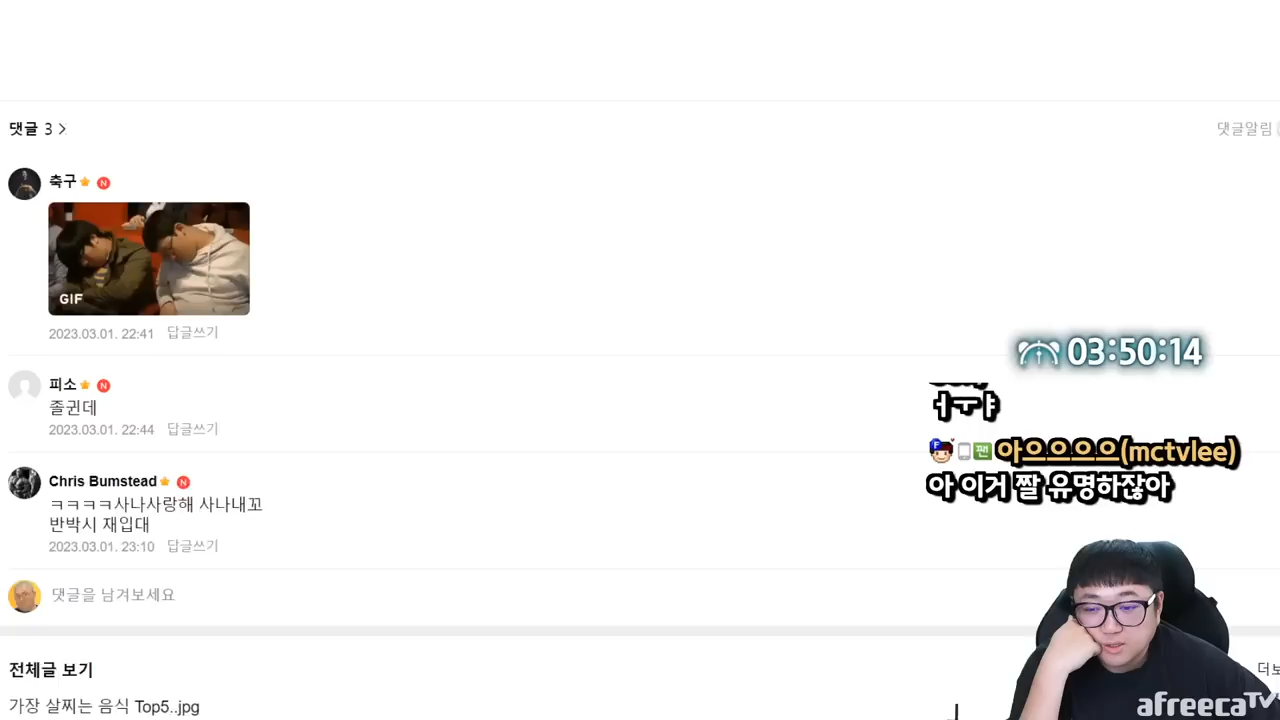 댓글 3
댓글알림
축구
N
GIF
2023.03.01. 22:41 답글쓰기
03:50:14
피소
N
졸귄데
2023.03.01. 22:44 답글쓰기
ㅓㅜㅑ
F 팬 아으으으으(mctvlee)
아 이거 짤 유명하잖아
Chris Bumstead
N
ㅋㅋㅋㅋ사나사랑해 사나내꼬
반박시 재입대
2023.03.01. 23:10 답글쓰기
댓글을 남겨보세요
전체글 보기
가장 살찌는 음식 Top5..jpg
afreecaTV